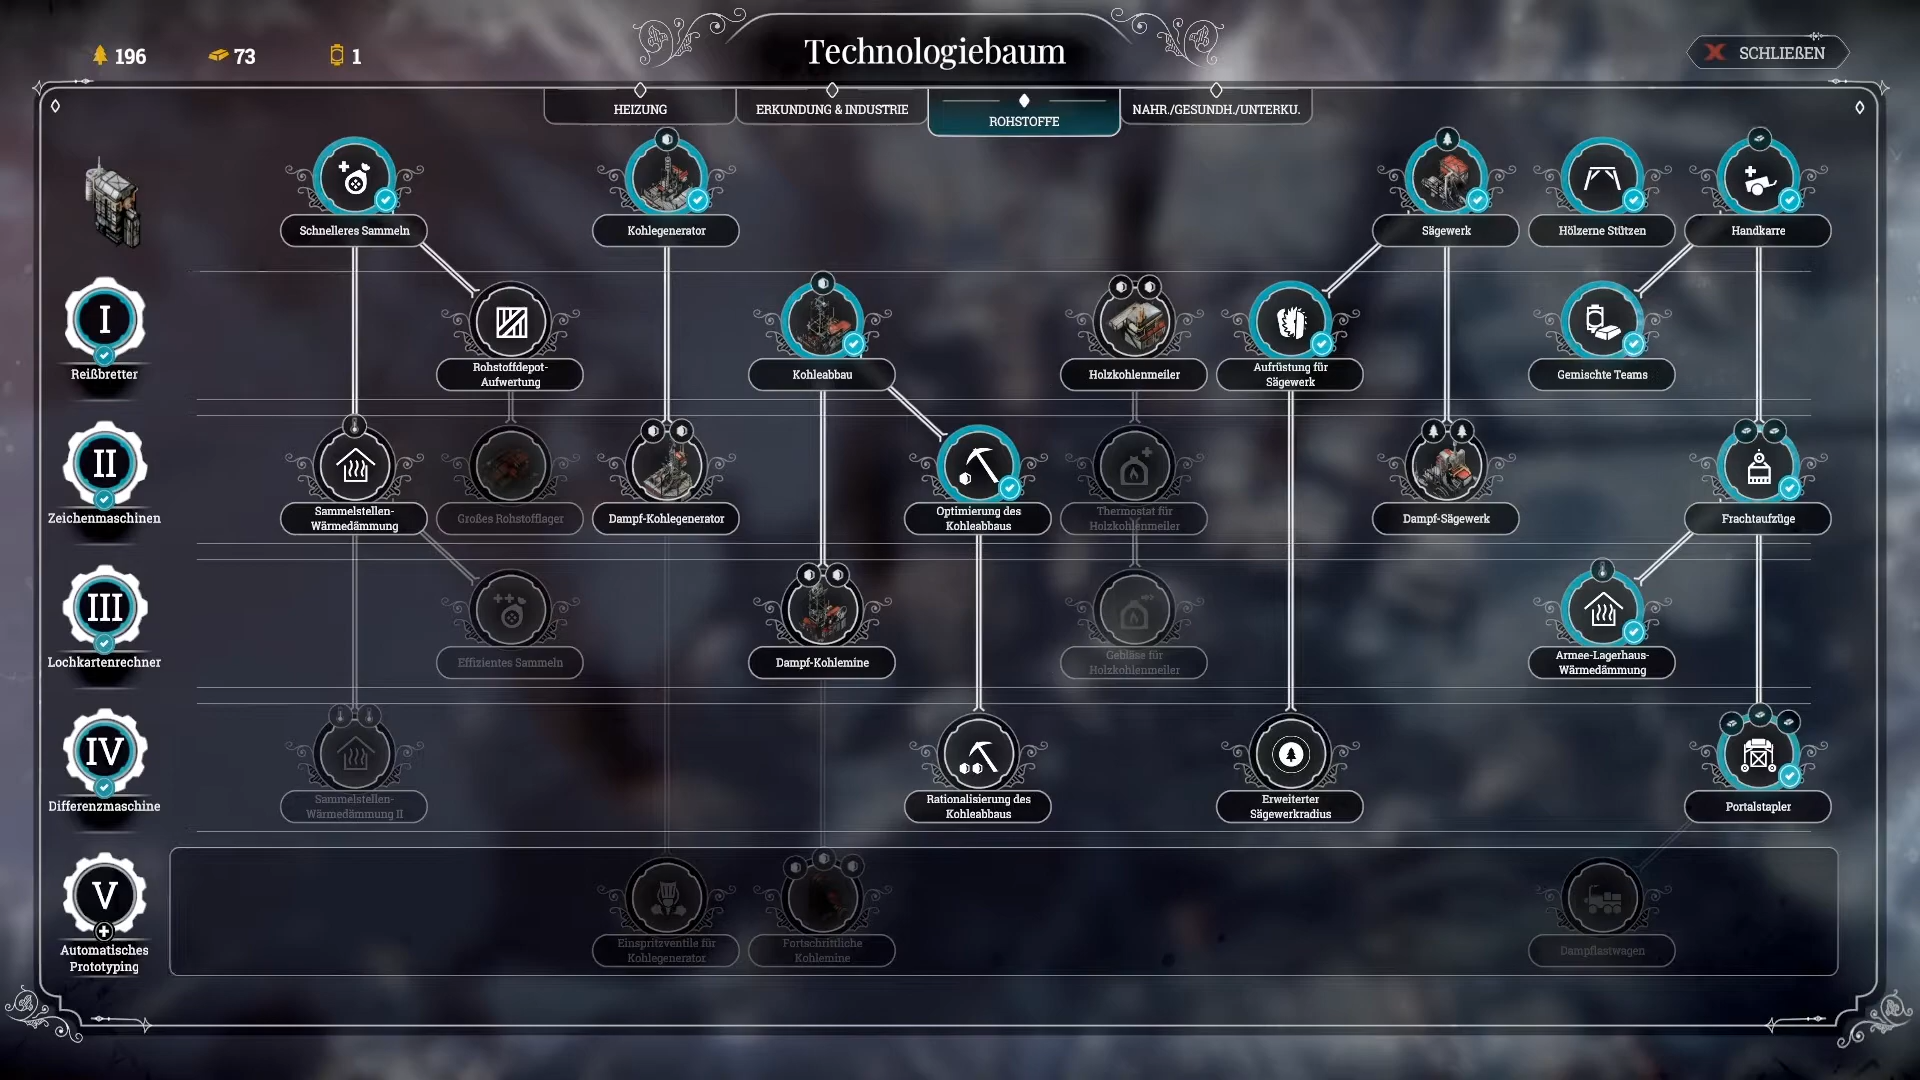 196 73 1
Technologiebaum
SCHLIEßEN
HEIZUNG
ERKUNDUNG & INDUSTRIE
ROHSTOFFE
NAHR./GESUNDH./UNTERKU.
Schnelleres Sammeln
Kohlegenerator
Sägewerk
Hölzerne Stützen
Handkarre
I
Reißbretter
Rohstoffdepot-
Aufwertung
Kohleabbau
Holzkohlenmeiler
Aufrüstung für
Sägewerk
Gemischte Teams
II
Zeichenmaschinen
Sammelstellen-
Wärmedämmung
Großes Rohstofflager
Dampf-Kohlegenerator
Optimierung des
Kohleabbaus
Thermostat für
Holzkohlenmeiler
Dampf-Sägewerk
Frachtaufzüge
III
Lochkartenrechner
Effizientes Sammeln
Dampf-Kohlemine
Gebläse für
Holzkohlenmeiler
Armee-Lagerhaus-
Wärmedämmung
IV
Differenzmaschine
Sammelstellen-
Wärmedämmung II
Rationalisierung des
Kohleabbaus
Erweiterter
Sägewerkradius
Portalstapler
V
Automatisches
Prototyping
Einspritzventile für
Kohlegenerator
Fortschrittliche
Kohlemine
Dampflastwagen